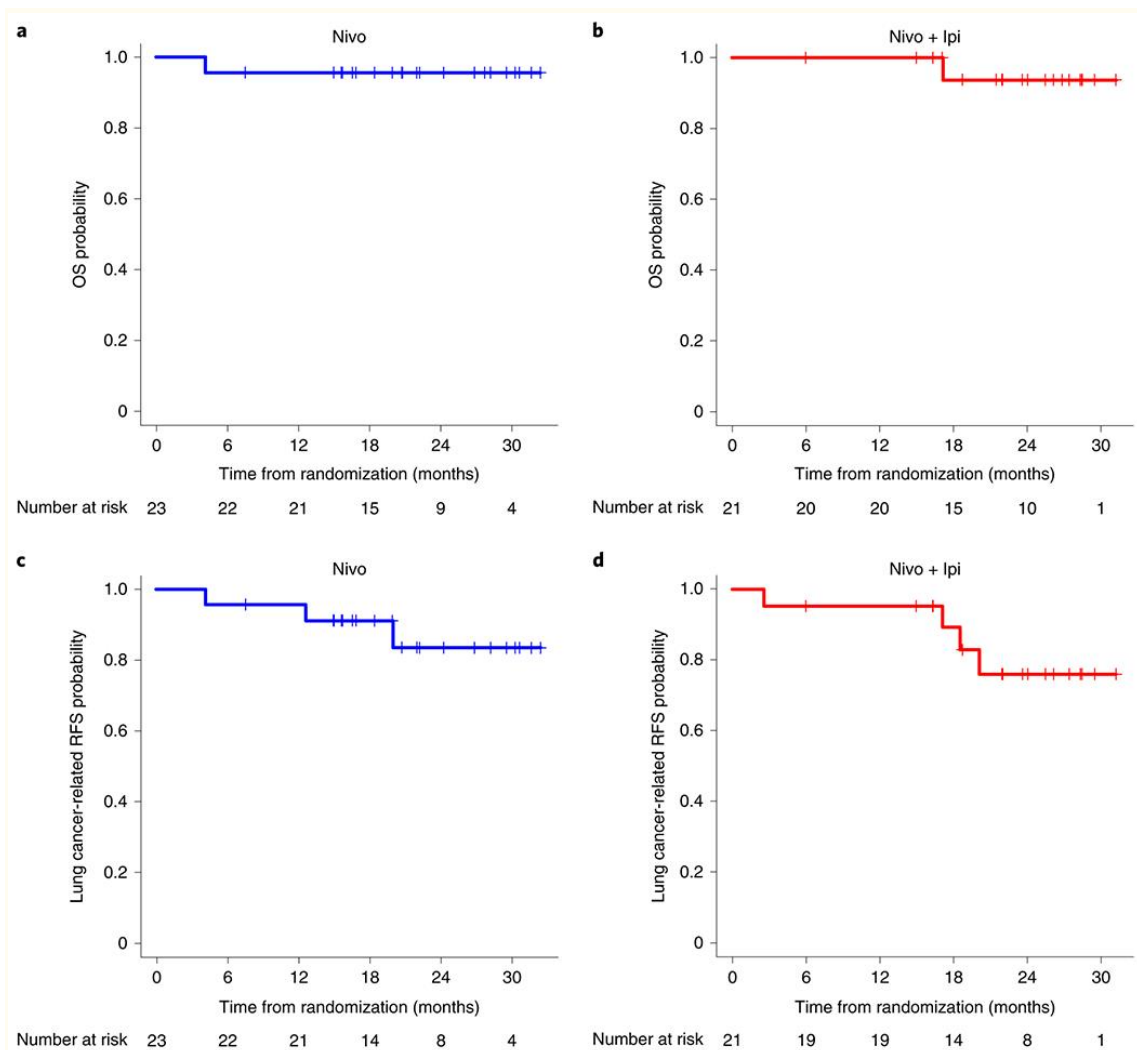 a
Nivo
1.0
0.8
0.6
0.4
0.2
0
OS probability
0 6 12 18 24 30
Time from randomization (months)
Number at risk 23 22 21 15 9 4
b
Nivo + Ipi
1.0
0.8
0.6
0.4
0.2
0
OS probability
0 6 12 18 24 30
Time from randomization (months)
Number at risk 21 20 20 15 10 1
c
Nivo
1.0
0.8
0.6
0.4
0.2
0
Lung cancer-related RFS probability
0 6 12 18 24 30
Time from randomization (months)
Number at risk 23 22 21 14 8 4
d
Nivo + Ipi
1.0
0.8
0.6
0.4
0.2
0
Lung cancer-related RFS probability
0 6 12 18 24 30
Time from randomization (months)
Number at risk 21 19 19 14 8 1